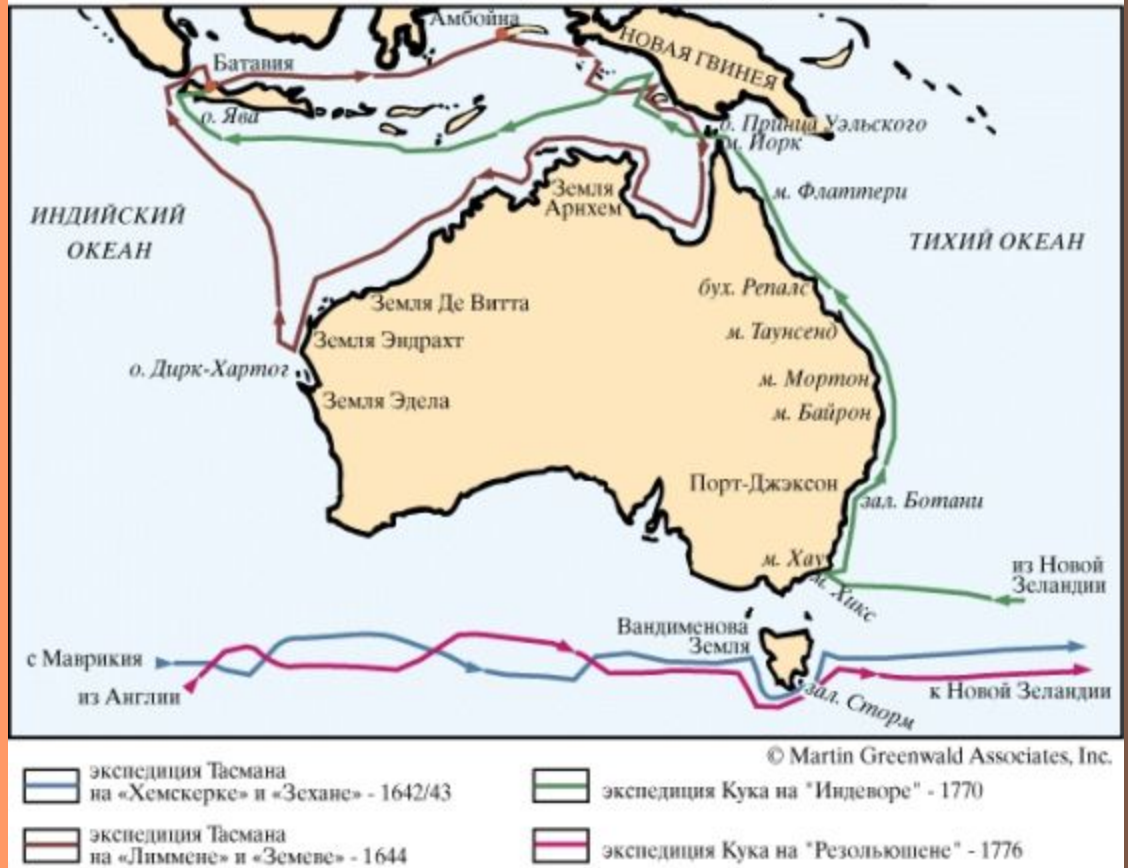 Амбойна
НОВАЯ ГВИНЕЯ
Батавия
о. Ява
о. Принца Уэльского
м. Йорк
Земля
Арнхем
м. Флаттери
ИНДИЙСКИЙ
ОКЕАН
ТИХИЙ ОКЕАН
бух. Репалс
Земля Де Витта
м. Таунсенд
Земля Эндрахт
о. Дирк-Хартог
м. Мортон
Земля Эдела
м. Байрон
Порт-Джэксон
зал. Ботани
м. Хау
м. Хикс
из Новой
Зеландии
Вандименова
Земля
с Маврикия
из Англии
к Новой Зеландии
зал. Сторм
© Martin Greenwald Associates, Inc.
экспедиция Тасмана
на «Хемскерке» и «Зехане» - 1642/43
экспедиция Кука на "Индеворе" - 1770
экспедиция Тасмана
на «Лиммене» и «Земеве» - 1644
экспедиция Кука на "Резольюшене" - 1776